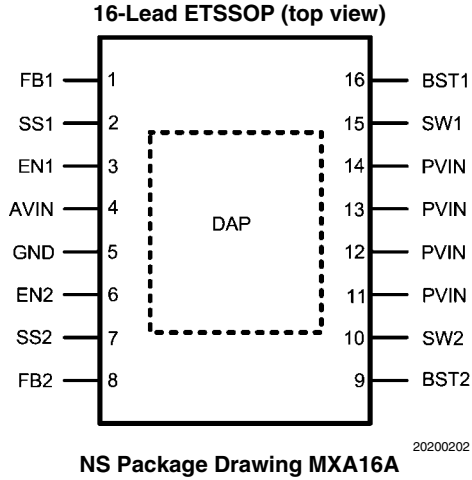 16-Lead ETSSOP (top view)
FB1 1 16 BST1
SS1 2 15 SW1
EN1 3 14 PVIN
AVIN 4 13 PVIN
DAP
GND 5 12 PVIN
EN2 6 11 PVIN
SS2 7 10 SW2
FB2 8 9 BST2
20200202
NS Package Drawing MXA16A